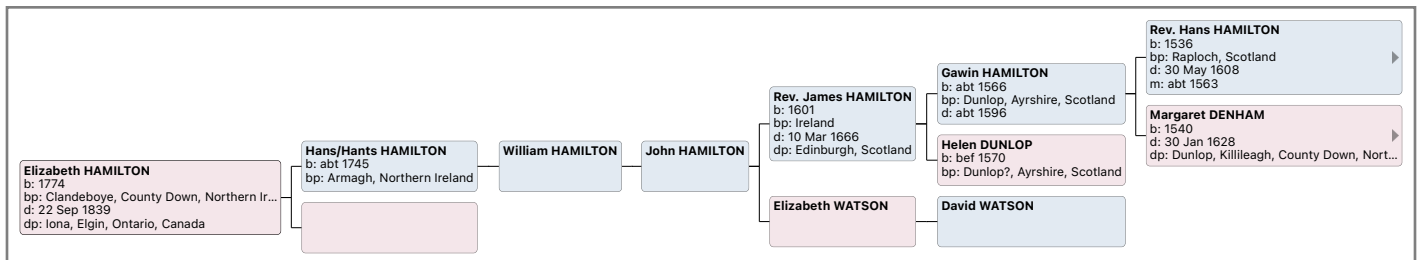 Elizabeth HAMILTON
b: 1774
bp: Clandeboye, County Down, Northern Ir...
d: 22 Sep 1839
dp: Iona, Elgin, Ontario, Canada
Hans/Hants HAMILTON
b: abt 1745
bp: Armagh, Northern Ireland
William HAMILTON
John HAMILTON
Rev. James HAMILTON
b: 1601
bp: Ireland
d: 10 Mar 1666
dp: Edinburgh, Scotland
Elizabeth WATSON
Gawin HAMILTON
b: abt 1566
bp: Dunlop, Ayrshire, Scotland
d: abt 1596
Helen DUNLOP
b: bef 1570
bp: Dunlop?, Ayrshire, Scotland
David WATSON
Rev. Hans HAMILTON
b: 1536
bp: Raploch, Scotland
d: 30 May 1608
m: abt 1563
Margaret DENHAM
b: 1540
d: 30 Jan 1628
dp: Dunlop, Killileagh, County Down, Nort...